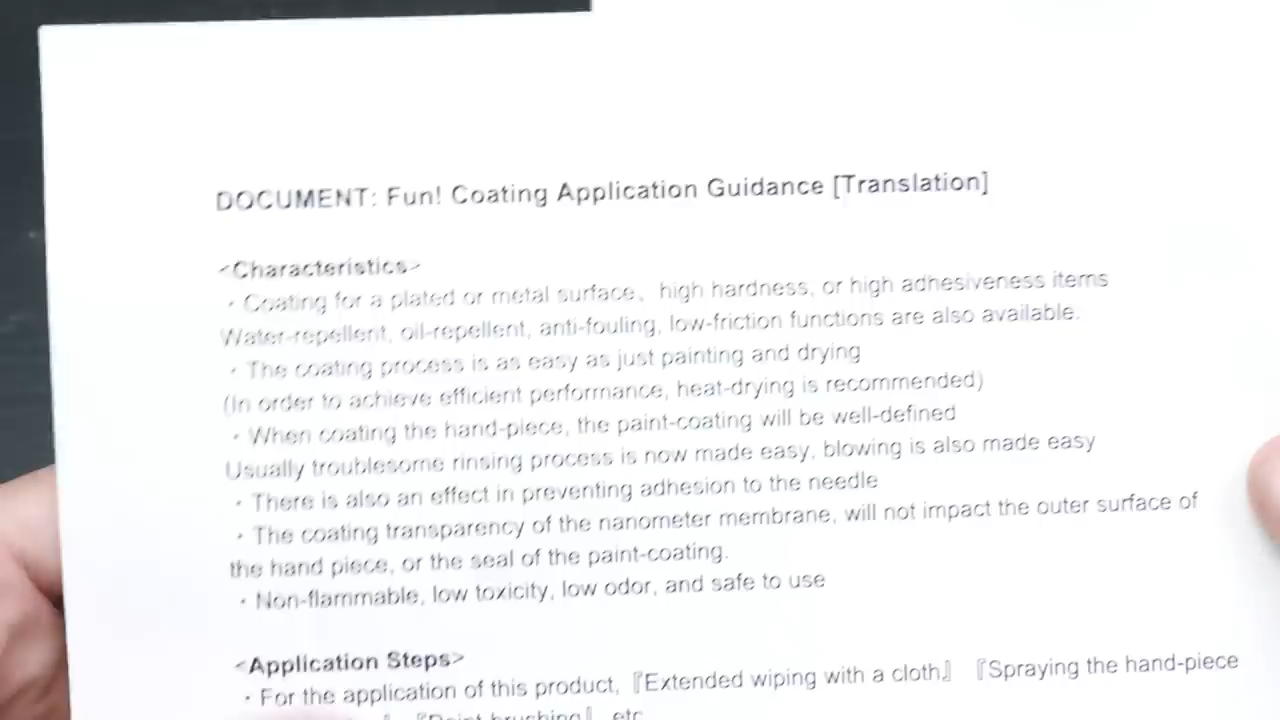 DOCUMENT: Fun! Coating Application Guidance [Translation]
<Characteristics>
・Coating for a plated or metal surface、high hardness, or high adhesiveness items
Water-repellent, oil-repellent, anti-fouling, low-friction functions are also available.
・The coating process is as easy as just painting and drying
(In order to achieve efficient performance, heat-drying is recommended)
・When coating the hand-piece, the paint-coating will be well-defined
Usually troublesome rinsing process is now made easy, blowing is also made easy
・There is also an effect in preventing adhesion to the needle
・The coating transparency of the nanometer membrane, will not impact the outer surface of
the hand piece, or the seal of the paint-coating.
・Non-flammable, low toxicity, low odor, and safe to use
<Application Steps>
・For the application of this product,『Extended wiping with a cloth』『Spraying the hand-piece
』『Paint brushing』 etc